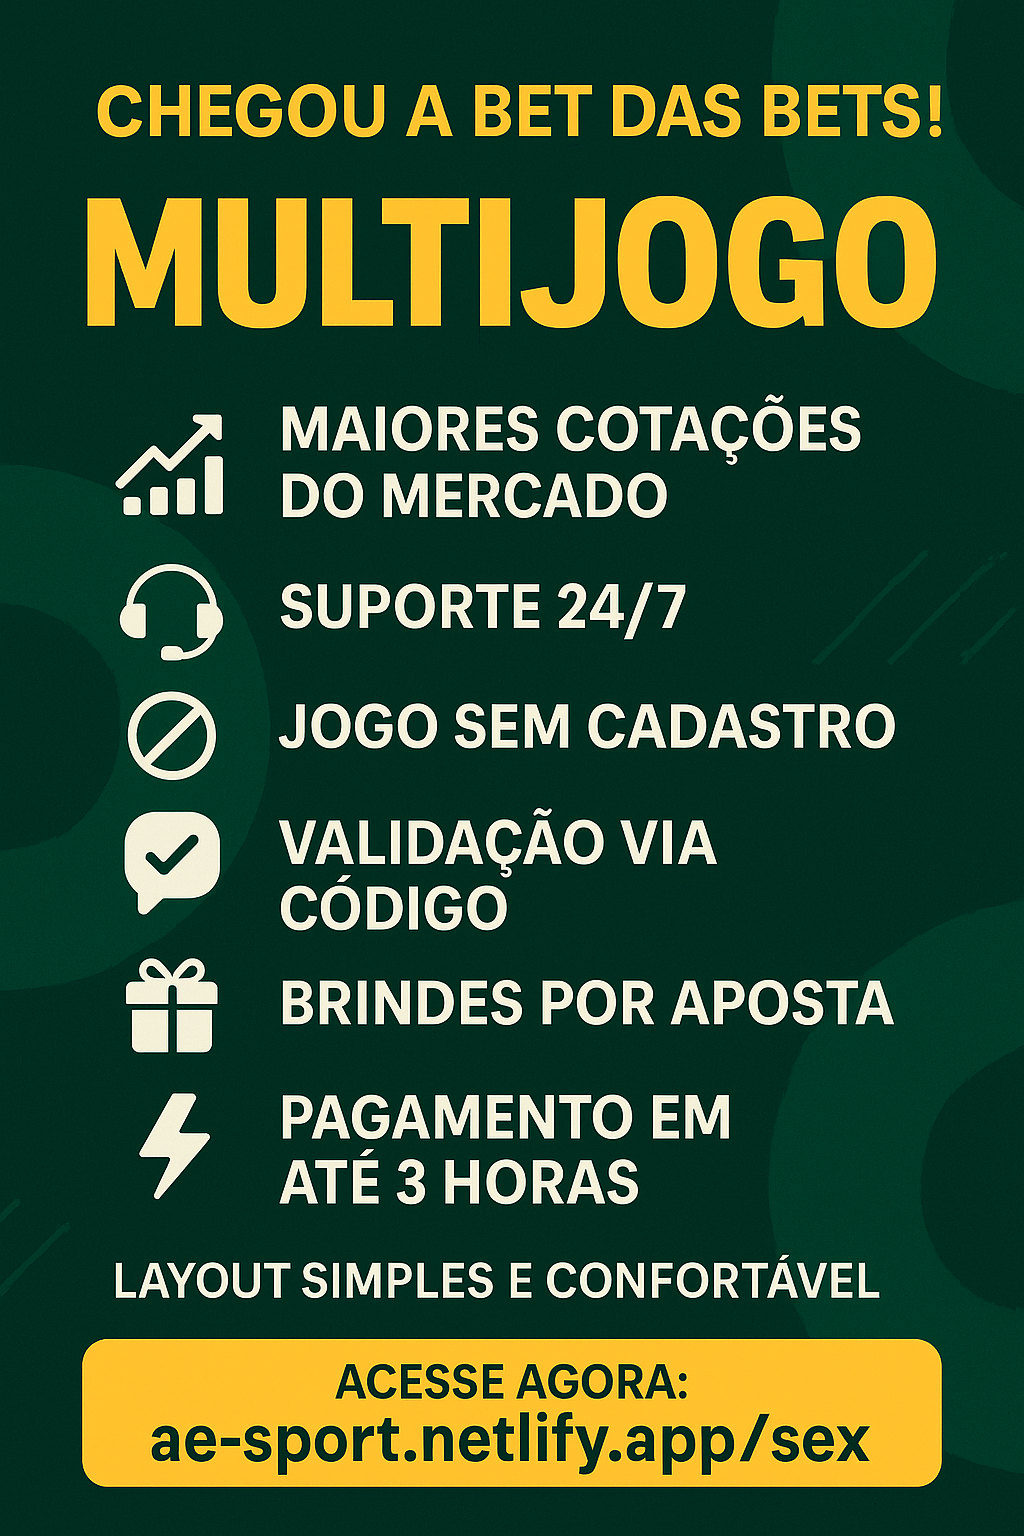 CHEGOU A BET DAS BETS!
MULTIJOGO
MAIORES COTAÇÕES
DO MERCADO
SUPORTE 24/7
JOGO SEM CADASTRO
VALIDAÇÃO VIA
CÓDIGO
BRINDES POR APOSTA
PAGAMENTO EM
ATÉ 3 HORAS
LAYOUT SIMPLES E CONFORTÁVEL
ACESSE AGORA:
ae-sport.netlify.app/sex